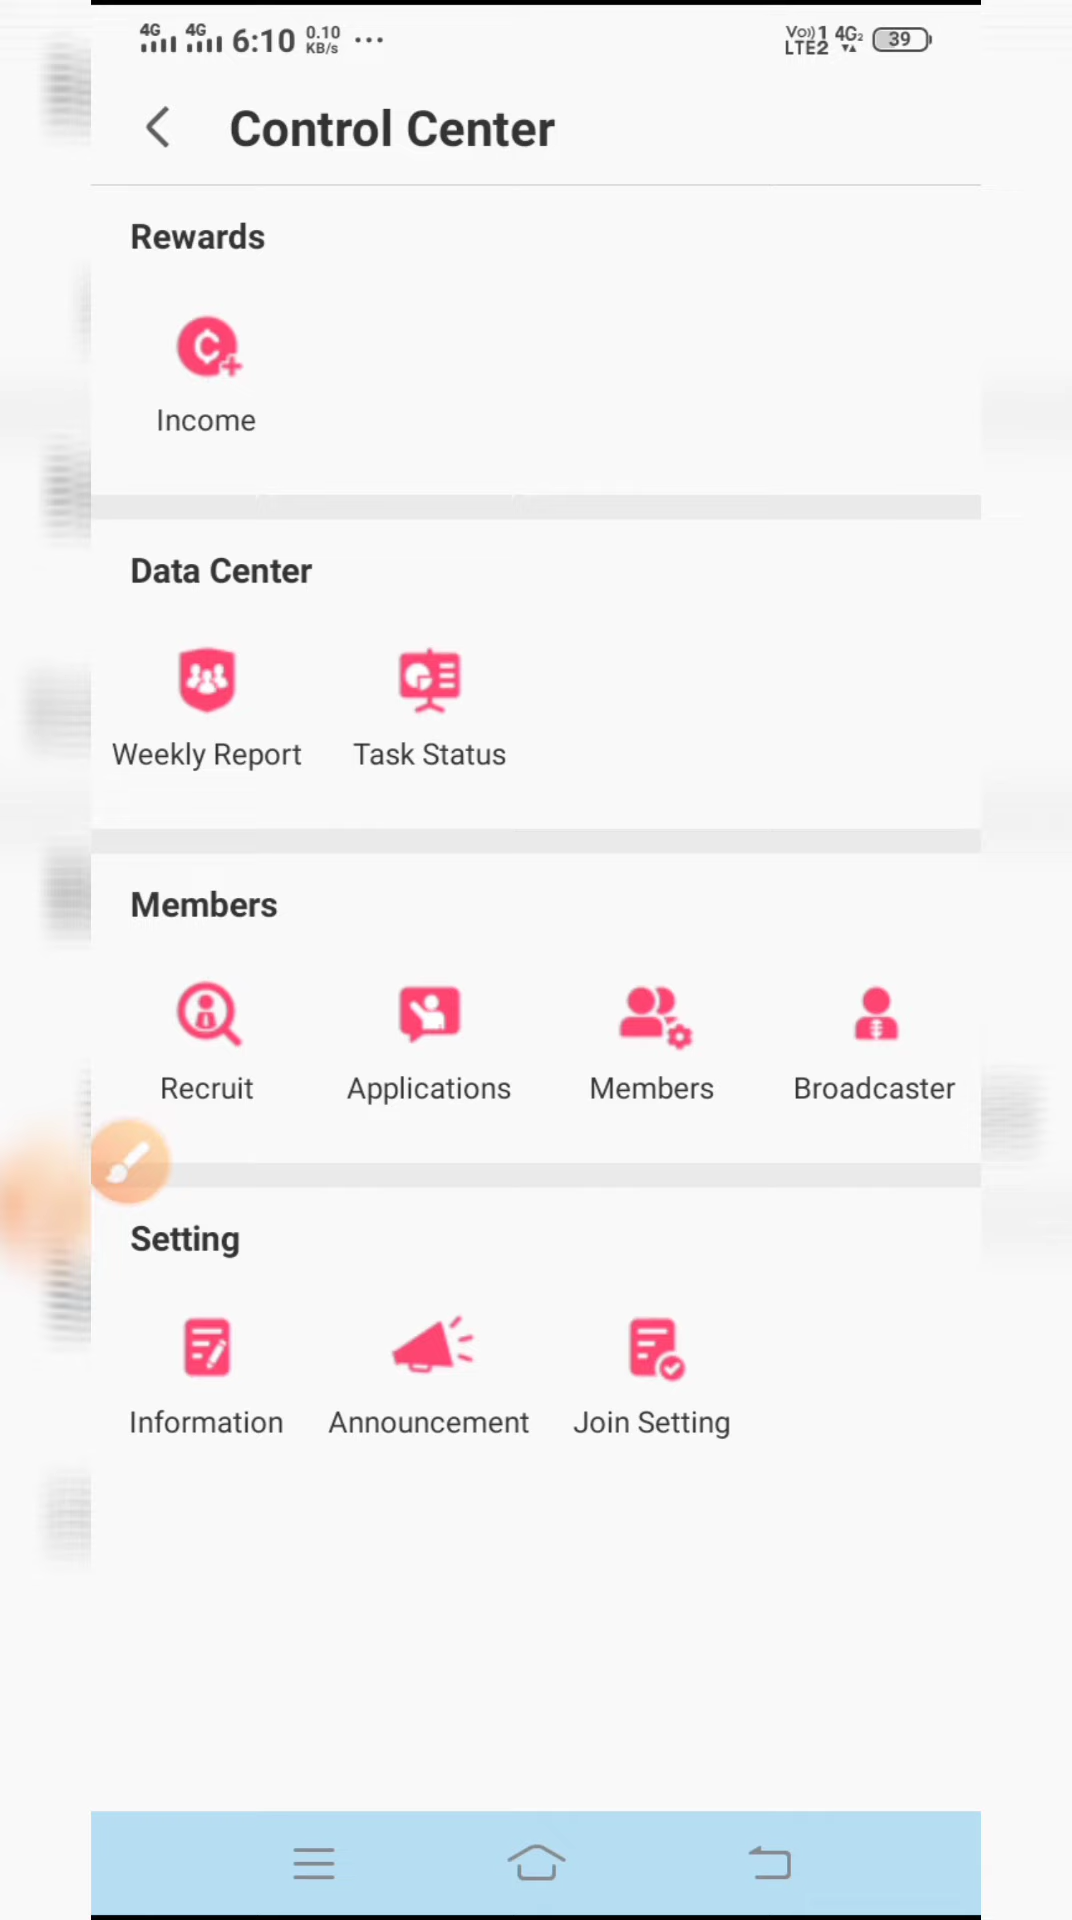 4G 4G 6:10 0.10 KB/s ... Vo)) 1 LTE2 4G2 39
Control Center
Rewards
Income
Data Center
Weekly Report Task Status
Members
Recruit Applications Members Broadcaster
Setting
Information Announcement Join Setting